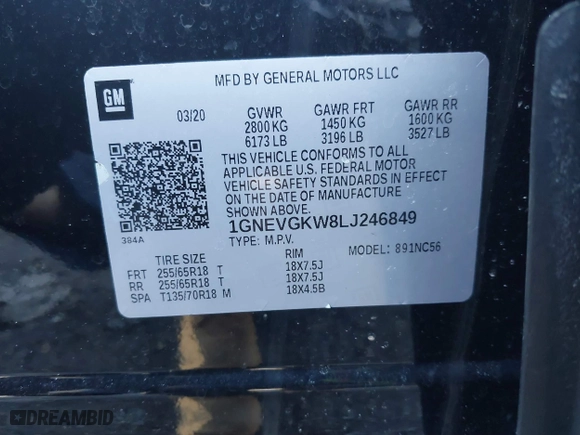 MFD BY GENERAL MOTORS LLC
GM
03/20
GVWR GAWR FRT GAWR RR
2800 KG 1450 KG 1600 KG
6173 LB 3196 LB 3527 LB
THIS VEHICLE CONFORMS TO ALL
APPLICABLE U.S. FEDERAL MOTOR
VEHICLE SAFETY STANDARDS IN EFFECT
ON THE DATE OF MANUFACTURE
SHOWN ABOVE.
1GNEVGKW8LJ246849
384A
TYPE: M.P.V.
MODEL: 891NC56
TIRE SIZE RIM
FRT 255/65R18 T 18X7.5J
RR 255/65R18 T 18X7.5J
SPA T135/70R18 M 18X4.5B
DREAMBID